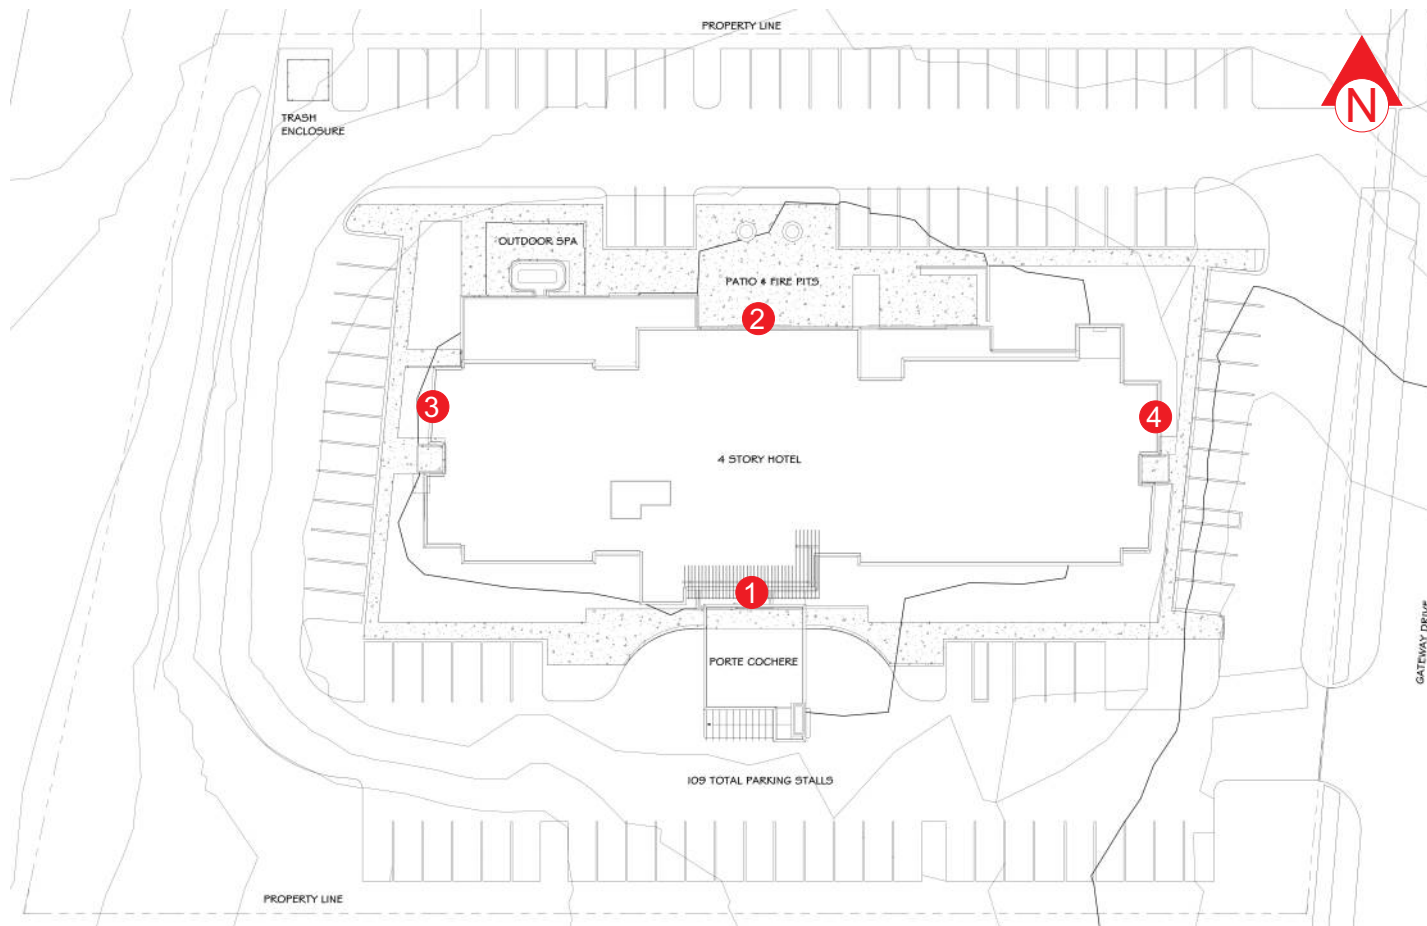 PROPERTY LINE
N
TRASH
ENCLOSURE
OUTDOOR SPA
PATIO & FIRE PITS
2
3
4
4 STORY HOTEL
1
GATEWAY DRIVE
PORTE COCHERE
109 TOTAL PARKING STALLS
PROPERTY LINE